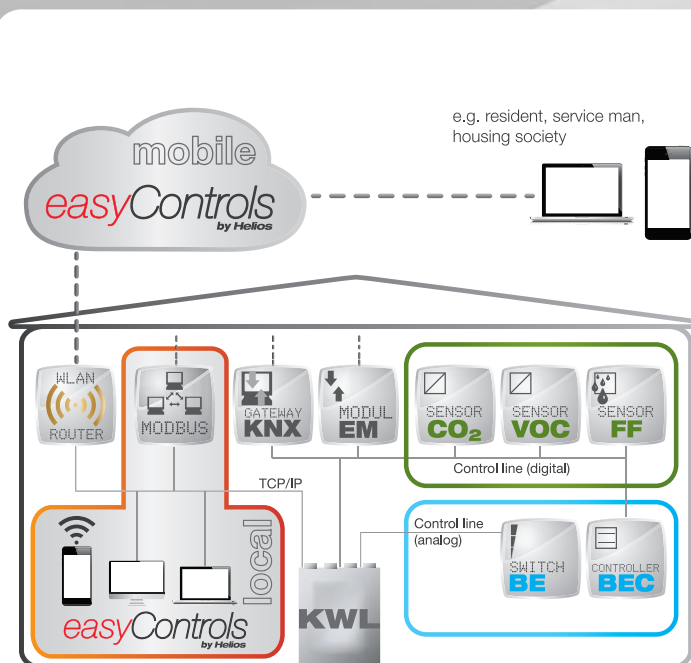 e.g. resident, service man,
housing society
mobile
easyControls
by Helios
WLAN
ROUTER
MODBUS
GATEWAY
KNX
MODUL
EM
SENSOR
CO₂
SENSOR
VOC
SENSOR
FF
Control line (digital)
TCP/IP
Control line
(analog)
SWITCH
BE
CONTROLLER
BEC
local
easyControls
by Helios
KWL